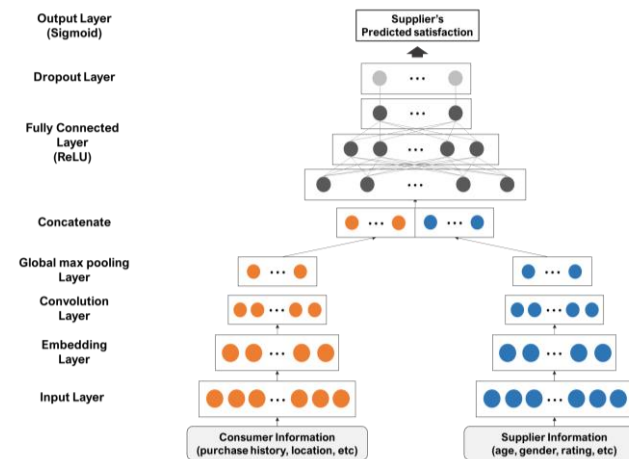 Output Layer
(Sigmoid)
Supplier's
Predicted satisfaction
Dropout Layer
Fully Connected
Layer
(ReLU)
Concatenate
Global max pooling
Layer
Convolution
Layer
Embedding
Layer
Input Layer
Consumer Information
(purchase history, location, etc)
Supplier Information
(age, gender, rating, etc)